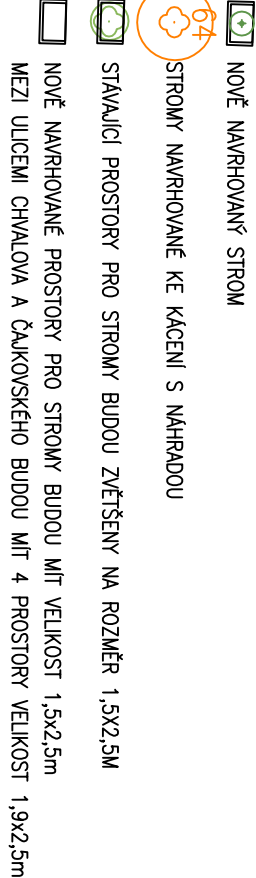 NOVĚ NAVRHOVANÝ STROM
64
STROMY NAVRHOVANÉ KE KÁCENÍ S NÁHRADOU
STÁVAJÍCÍ PROSTORY PRO STROMY BUDOU ZVĚTŠENY NA ROZMĚR 1,5X2,5M
NOVĚ NAVRHOVANÉ PROSTORY PRO STROMY BUDOU MÍT VELIKOST 1,5x2,5m
MEZI ULICEMI CHVALOVA A ČAJKOVSKÉHO BUDOU MÍT 4 PROSTORY VELIKOST 1,9x2,5m